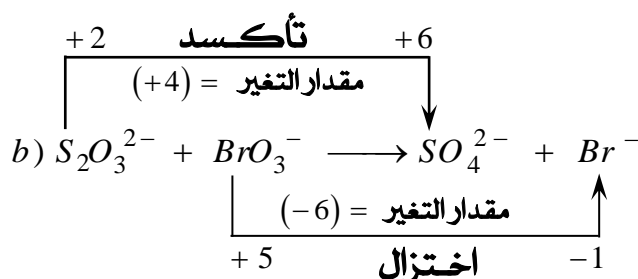 +2 تأكسد +6
(+4) = مقدار التغير
b) S₂O₃²⁻ + BrO₃⁻ ⟶ SO₄²⁻ + Br⁻
(−6) = مقدار التغير
+5 اختزال −1